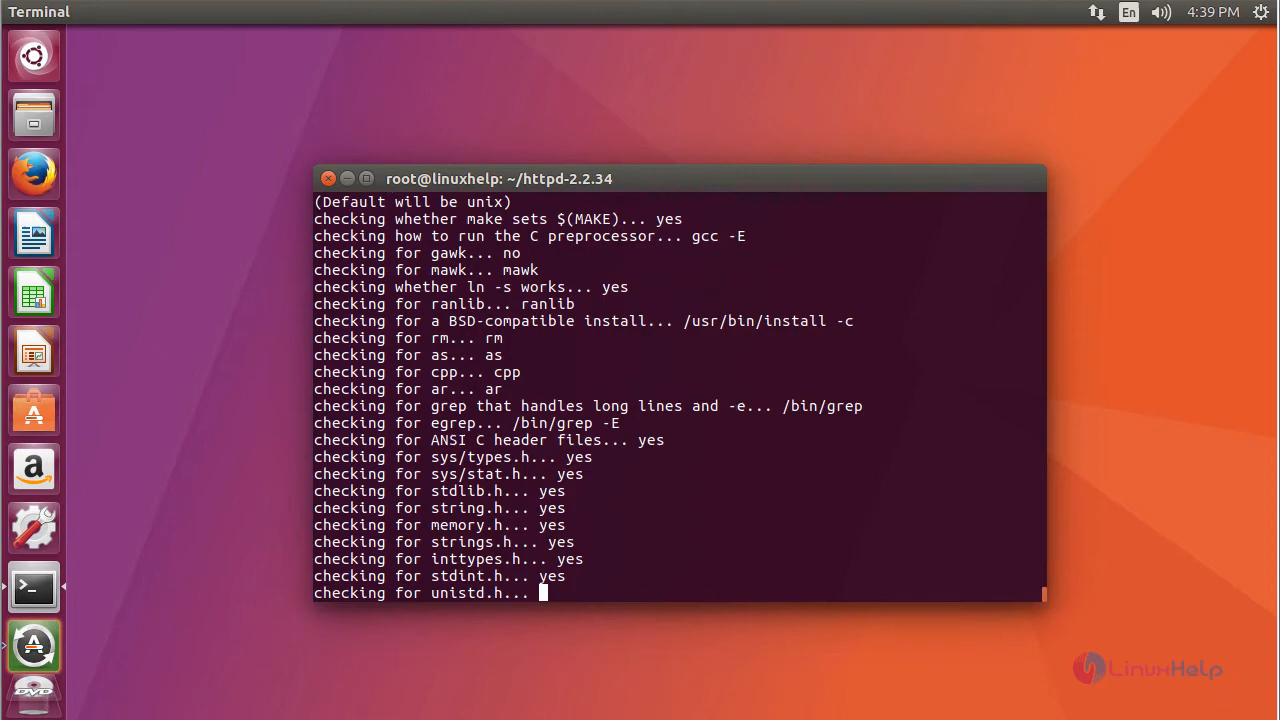 Terminal
En
4:39 PM
root@linuxhelp: ~/httpd-2.2.34
(Default will be unix)
checking whether make sets $(MAKE)... yes
checking how to run the C preprocessor... gcc -E
checking for gawk... no
checking for mawk... mawk
checking whether ln -s works... yes
checking for ranlib... ranlib
checking for a BSD-compatible install... /usr/bin/install -c
checking for rm... rm
checking for as... as
checking for cpp... cpp
checking for ar... ar
checking for grep that handles long lines and -e... /bin/grep
checking for egrep... /bin/grep -E
checking for ANSI C header files... yes
checking for sys/types.h... yes
checking for sys/stat.h... yes
checking for stdlib.h... yes
checking for string.h... yes
checking for memory.h... yes
checking for strings.h... yes
checking for inttypes.h... yes
checking for stdint.h... yes
checking for unistd.h...
DVD
LinuxHelp